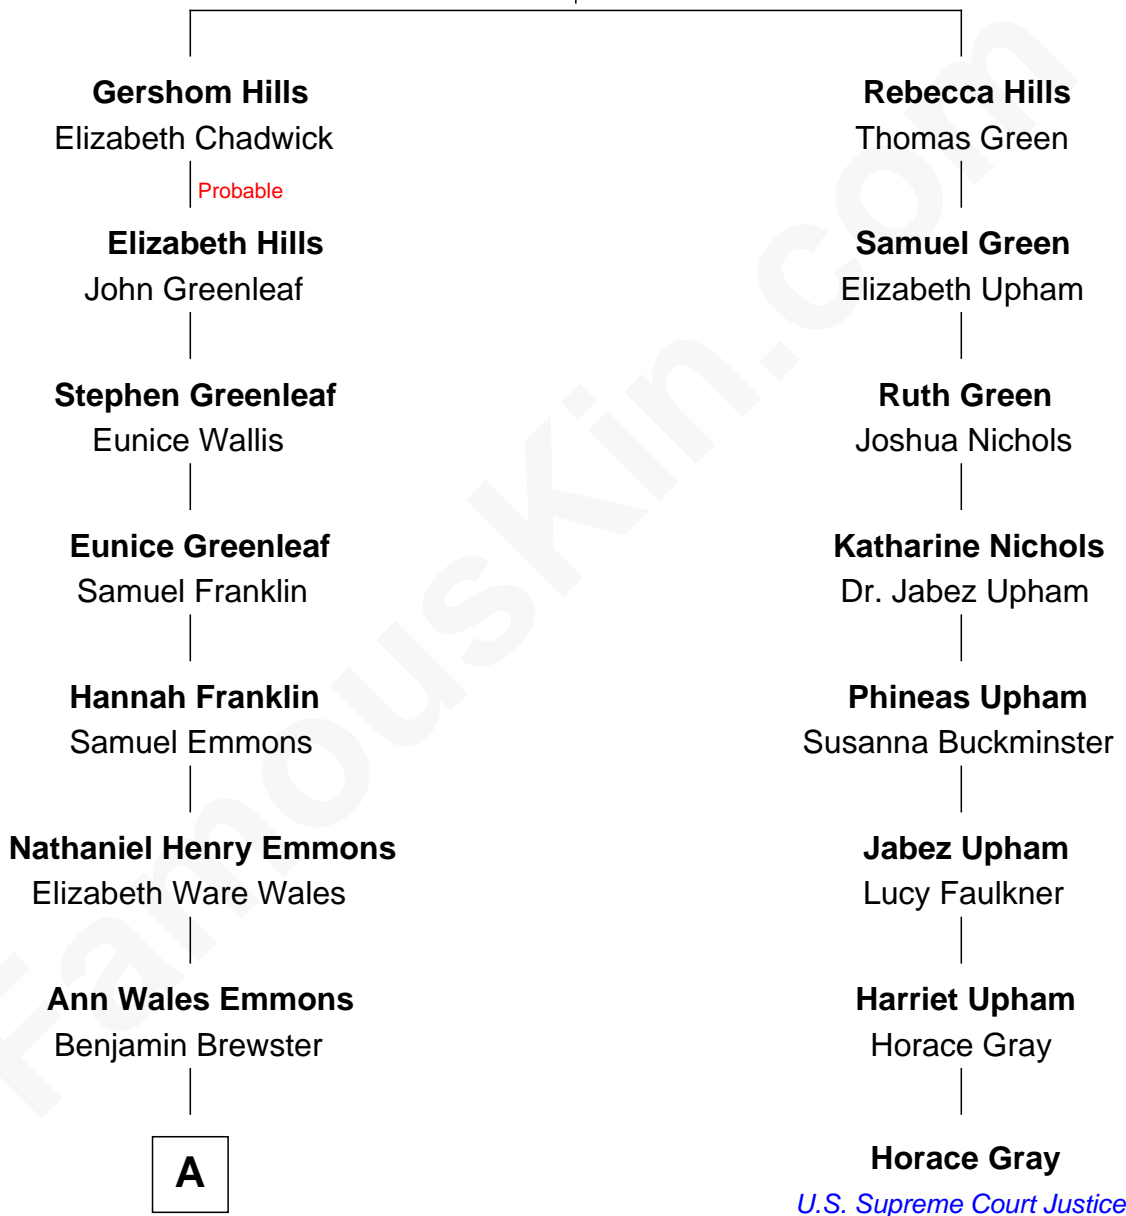 Gershom Hills
Elizabeth Chadwick
Probable
Elizabeth Hills
John Greenleaf
Stephen Greenleaf
Eunice Wallis
Eunice Greenleaf
Samuel Franklin
Hannah Franklin
Samuel Emmons
Nathaniel Henry Emmons
Elizabeth Ware Wales
Ann Wales Emmons
Benjamin Brewster
A
Rebecca Hills
Thomas Green
Samuel Green
Elizabeth Upham
Ruth Green
Joshua Nichols
Katharine Nichols
Dr. Jabez Upham
Phineas Upham
Susanna Buckminster
Jabez Upham
Lucy Faulkner
Harriet Upham
Horace Gray
Horace Gray
U.S. Supreme Court Justice
FamousKin.com